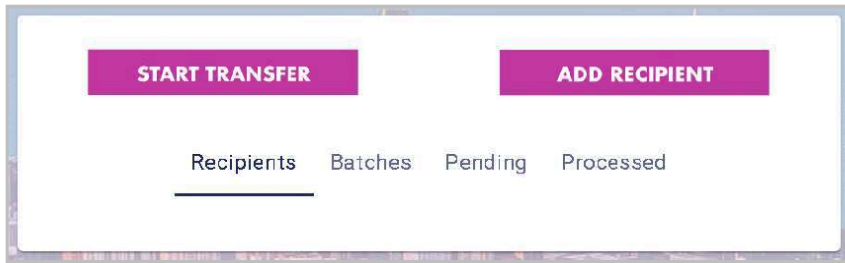 START TRANSFER ADD RECIPIENT
Recipients Batches Pending Processed